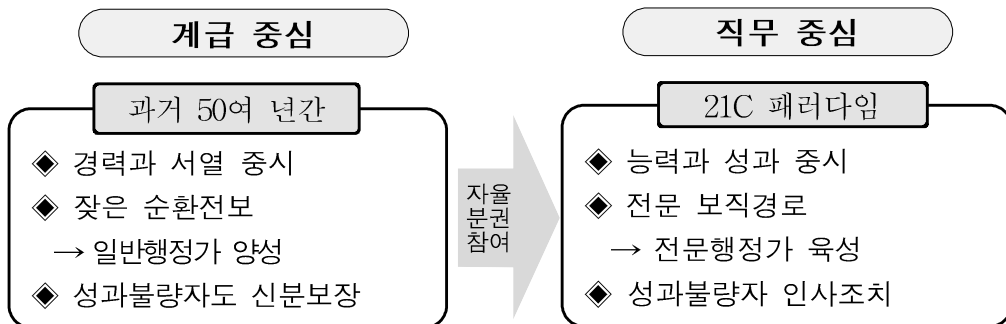 계급 중심
과거 50여 년간
◈ 경력과 서열 중시
◈ 잦은 순환전보
→ 일반행정가 양성
◈ 성과불량자도 신분보장
자율
분권
참여
직무 중심
21C 패러다임
◈ 능력과 성과 중시
◈ 전문 보직경로
→ 전문행정가 육성
◈ 성과불량자 인사조치